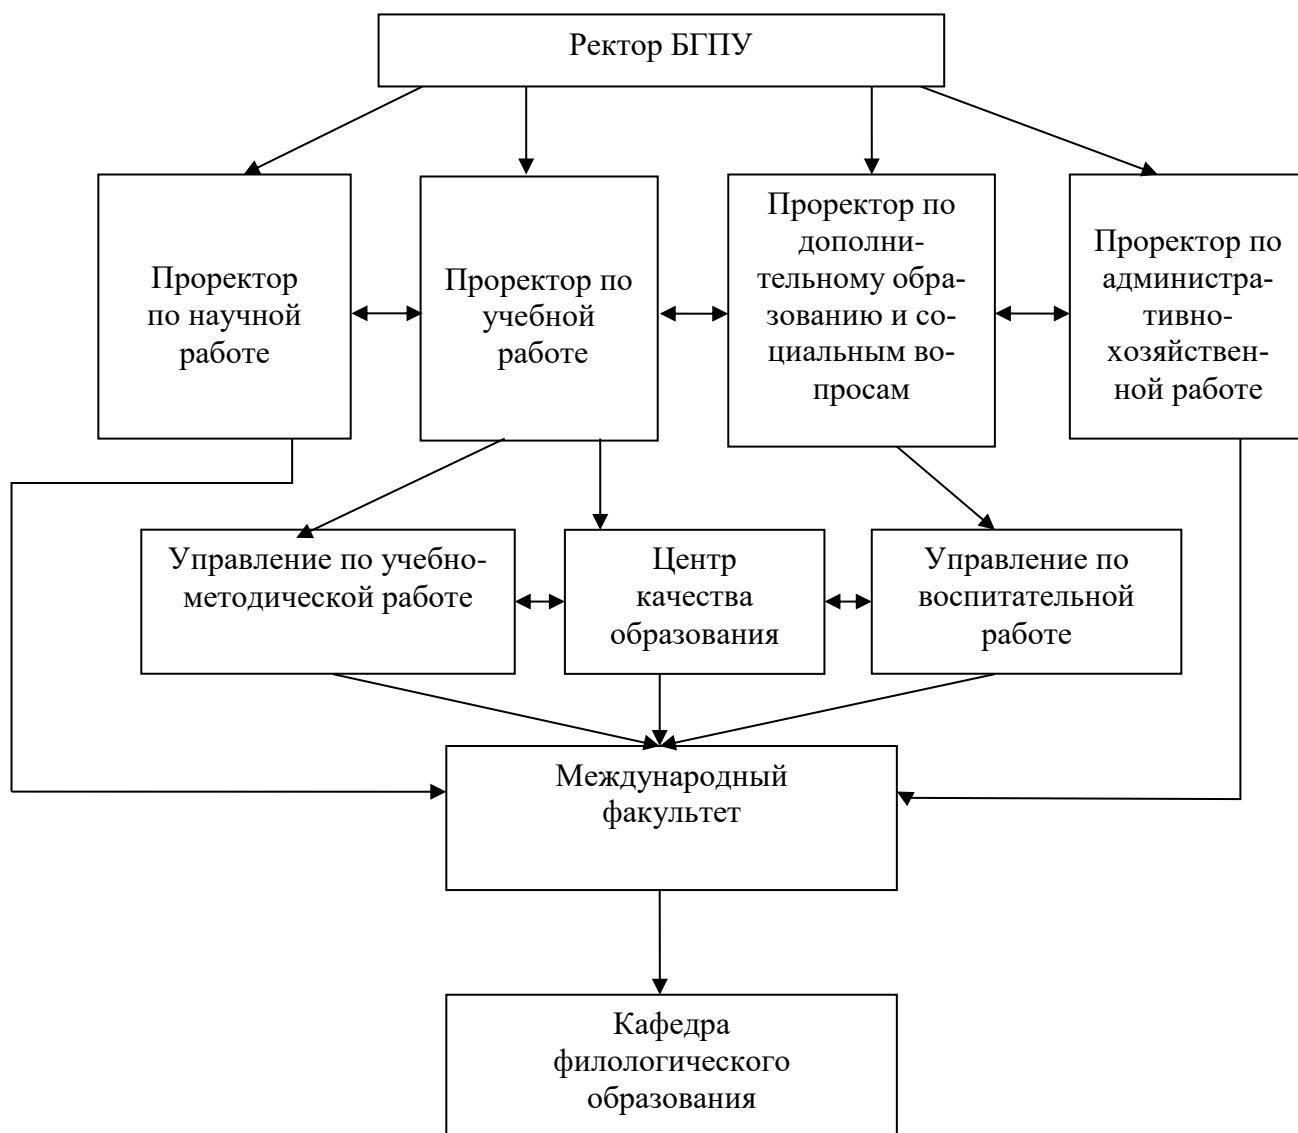 Ректор БГПУ
Проректор
по научной
работе
Проректор по
учебной
работе
Проректор по
дополни-
тельному обра-
зованию и со-
циальным во-
просам
Проректор по
администра-
тивно-
хозяйствен-
ной работе
Управление по учебно-
методической работе
Центр
качества
образования
Управление по
воспитательной
работе
Международный
факультет
Кафедра
филологического
образования